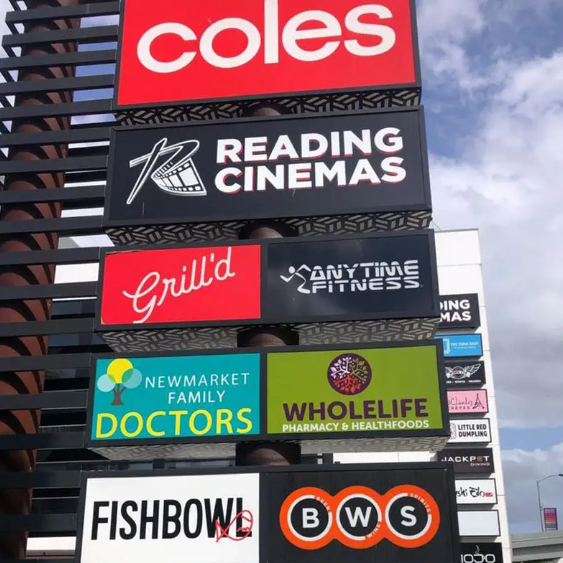 coles
READING
CINEMAS
Grill'd
ANYTIME
FITNESS
NEWMARKET
FAMILY
DOCTORS
WHOLELIFE
PHARMACY & HEALTHFOODS
FISHBOWL
BWS
DING
MAS
LITTLE RED
DUMPLING
JACKPOT
DINING